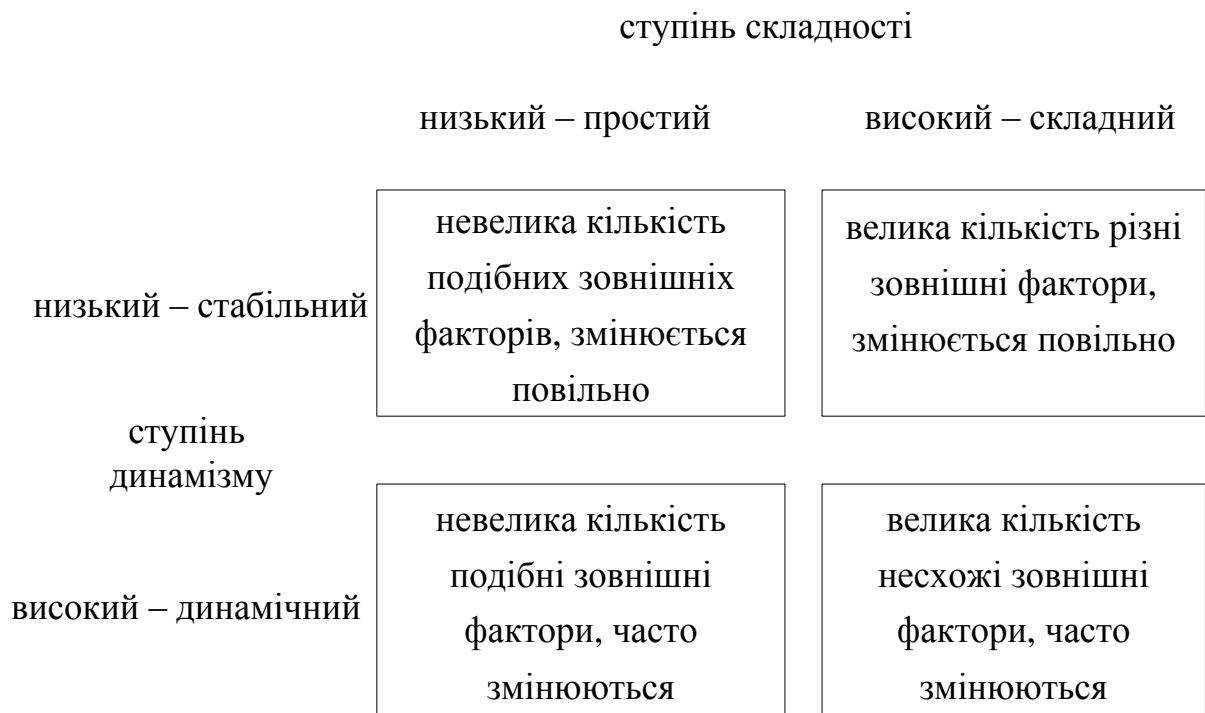 ступінь складності
низький – простий
високий – складний
низький – стабільний
невелика кількість
подібних зовнішніх
факторів, змінюється
повільно
велика кількість різні
зовнішні фактори,
змінюється повільно
ступінь
динамізму
високий – динамічний
невелика кількість
подібні зовнішні
фактори, часто
змінюються
велика кількість
несхожі зовнішні
фактори, часто
змінюються